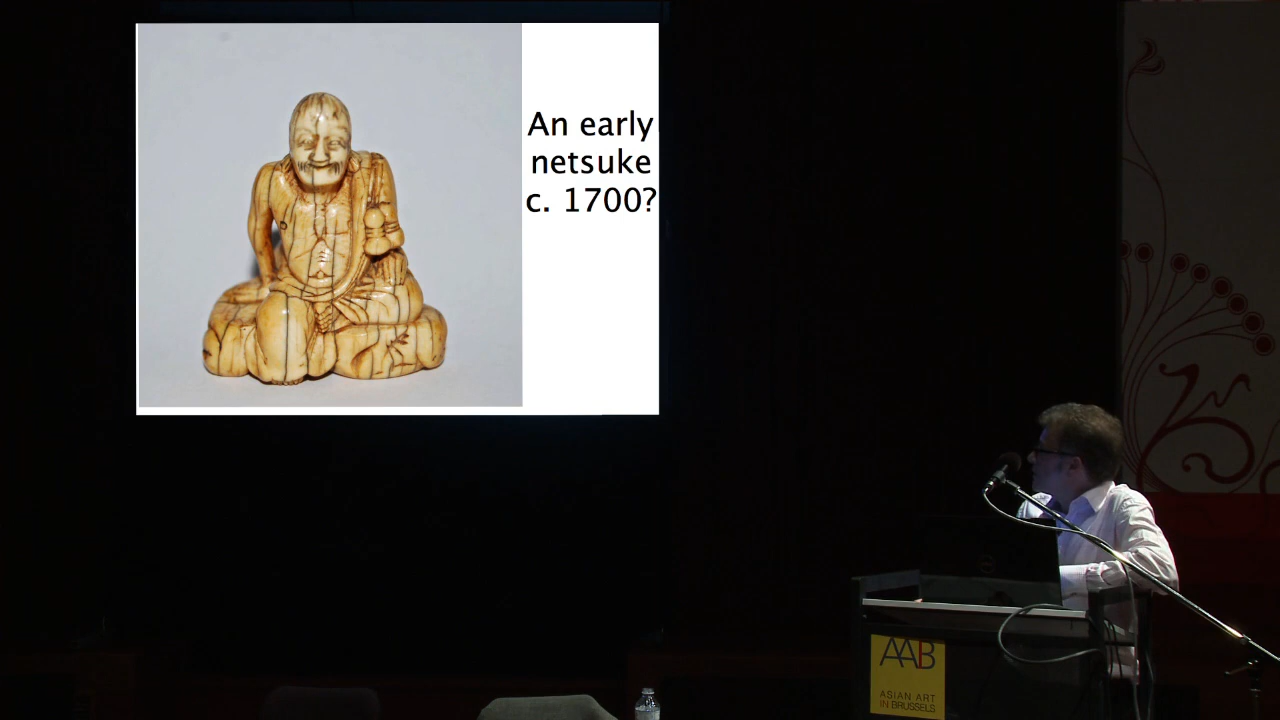 An early
netsuke
c. 1700?
AAB
ASIAN ART
IN BRUSSELS